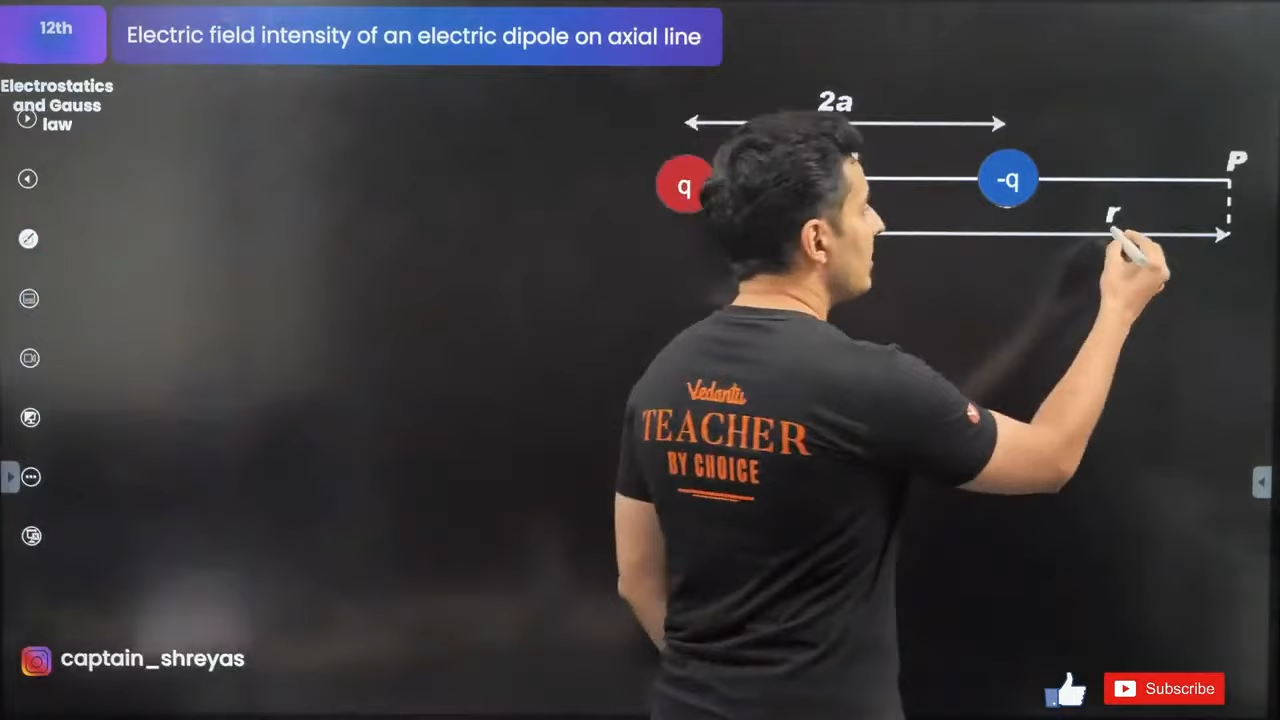 12th
Electric field intensity of an electric dipole on axial line
Electrostatics
and Gauss
law
2a
q
-q
P
r
Vedantu
TEACHER
BY CHOICE
captain_shreyas
Subscribe